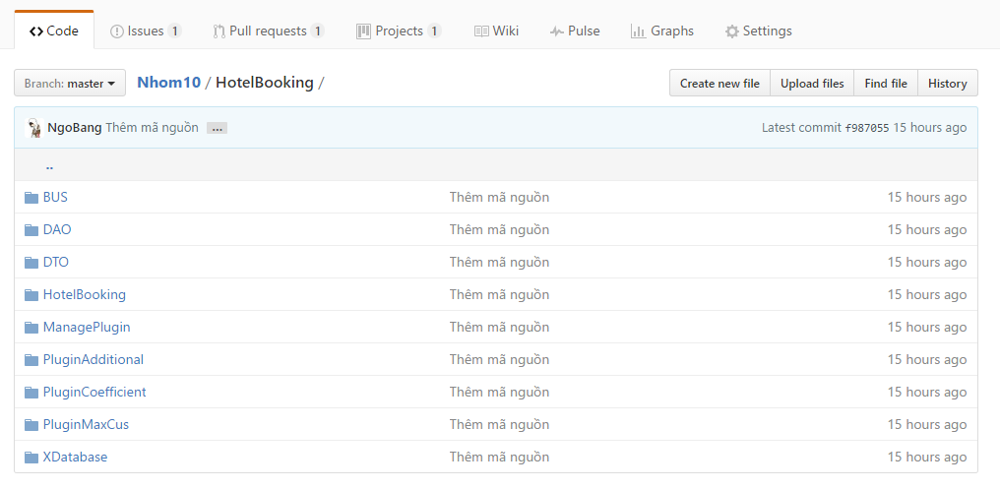 Code Issues 1 Pull requests 1 Projects 1 Wiki Pulse Graphs Settings
Branch: master Nhom10 / HotelBooking / Create new file Upload files Find file History
NgoBang Thêm mã nguồn ... Latest commit f987055 15 hours ago
..
BUS Thêm mã nguồn 15 hours ago
DAO Thêm mã nguồn 15 hours ago
DTO Thêm mã nguồn 15 hours ago
HotelBooking Thêm mã nguồn 15 hours ago
ManagePlugin Thêm mã nguồn 15 hours ago
PluginAdditional Thêm mã nguồn 15 hours ago
PluginCoefficient Thêm mã nguồn 15 hours ago
PluginMaxCus Thêm mã nguồn 15 hours ago
XDatabase Thêm mã nguồn 15 hours ago